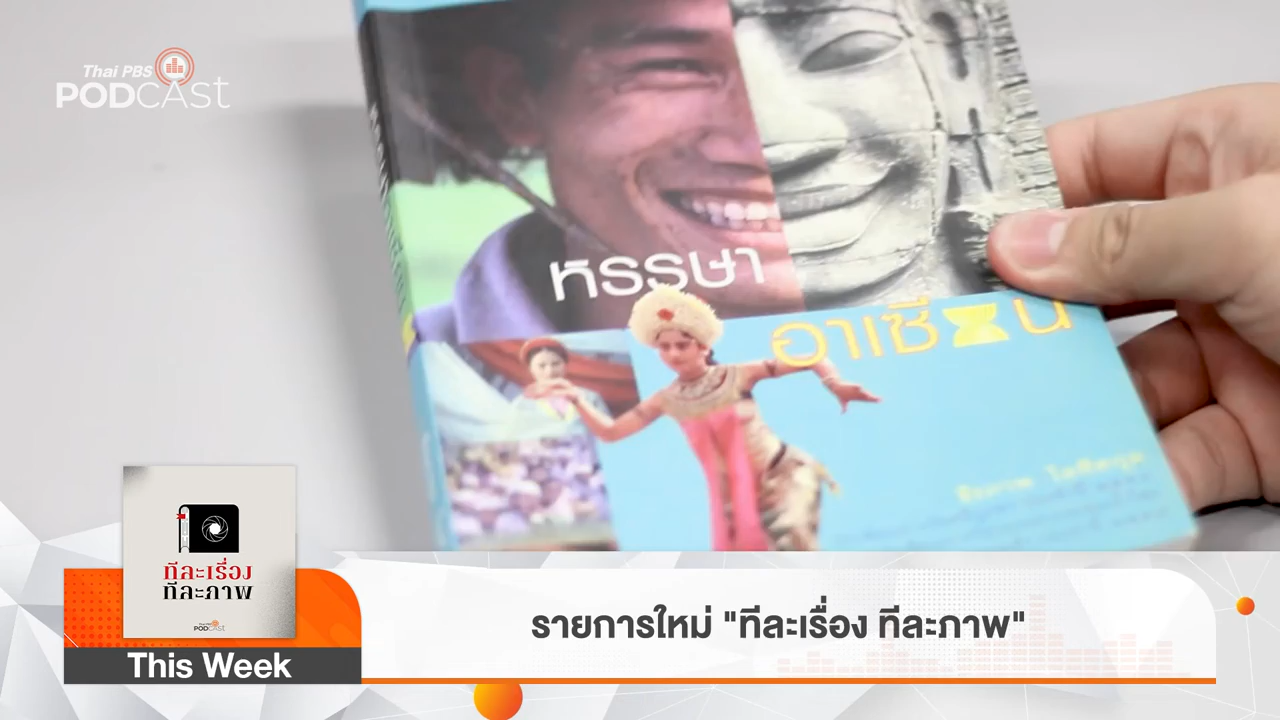 Thai PBS
PODCAST
หรรษา
อาเซียน
ทีละเรื่อง
ทีละภาพ
PODCAST
This Week
รายการใหม่ "ทีละเรื่อง ทีละภาพ"